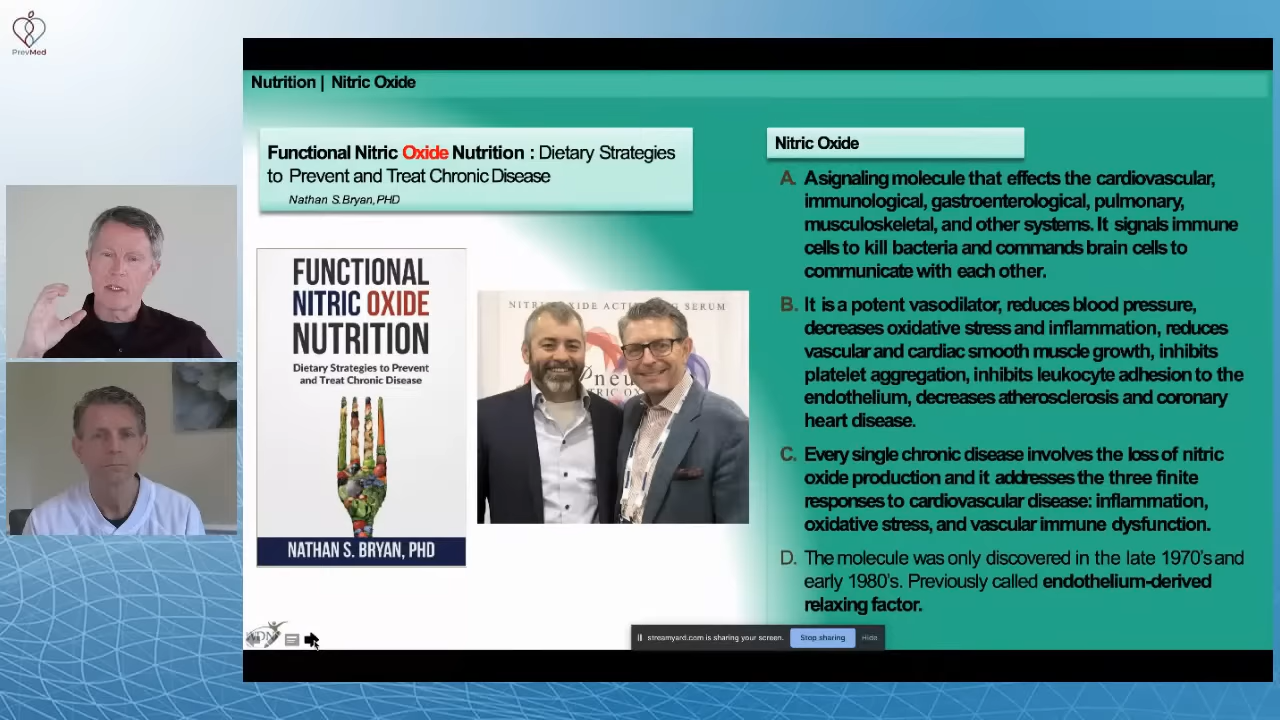 PrevMed
Nutrition | Nitric Oxide
Functional Nitric Oxide Nutrition : Dietary Strategies
to Prevent and Treat Chronic Disease
Nathan S.Bryan,PHD
FUNCTIONAL
NITRIC OXIDE
NUTRITION
Dietary Strategies to Prevent
and Treat Chronic Disease
NATHAN S. BRYAN, PHD
Nitric Oxide
A. A signaling molecule that effects the cardiovascular,
immunological, gastroenterological, pulmonary,
musculoskeletal, and other systems. It signals immune
cells to kill bacteria and commands brain cells to
communicate with each other.
B. It is a potent vasodilator, reduces blood pressure,
decreases oxidative stress and inflammation, reduces
vascular and cardiac smooth muscle growth, inhibits
platelet aggregation, inhibits leukocyte adhesion to the
endothelium, decreases atherosclerosis and coronary
heart disease.
C. Every single chronic disease involves the loss of nitric
oxide production and it addresses the three finite
responses to cardiovascular disease: inflammation,
oxidative stress, and vascular immune dysfunction.
D. The molecule was only discovered in the late 1970's and
early 1980's. Previously called endothelium-derived
relaxing factor.
streamyard.com is sharing your screen. Stop sharing Hide